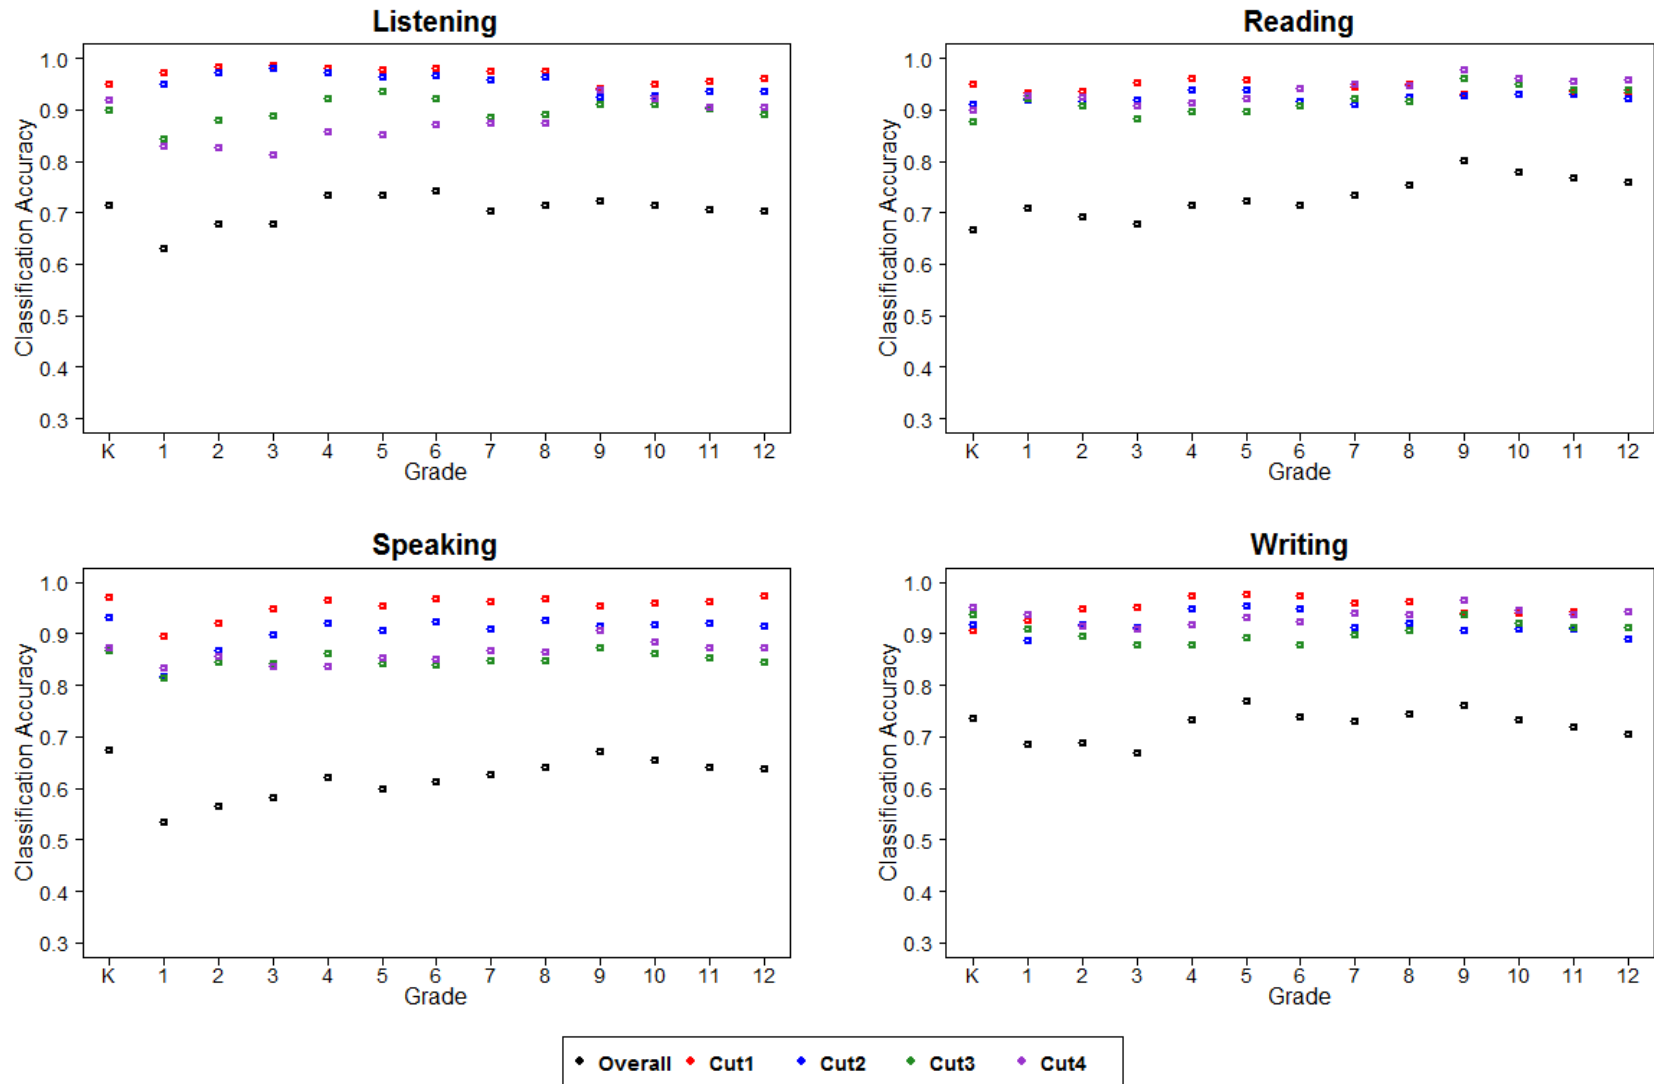 Listening
Classification Accuracy
1.0
0.9
0.8
0.7
0.6
0.5
0.4
0.3
K 1 2 3 4 5 6 7 8 9 10 11 12
Grade
Reading
Classification Accuracy
1.0
0.9
0.8
0.7
0.6
0.5
0.4
0.3
K 1 2 3 4 5 6 7 8 9 10 11 12
Grade
Speaking
Classification Accuracy
1.0
0.9
0.8
0.7
0.6
0.5
0.4
0.3
K 1 2 3 4 5 6 7 8 9 10 11 12
Grade
Writing
Classification Accuracy
1.0
0.9
0.8
0.7
0.6
0.5
0.4
0.3
K 1 2 3 4 5 6 7 8 9 10 11 12
Grade
Overall Cut1 Cut2 Cut3 Cut4